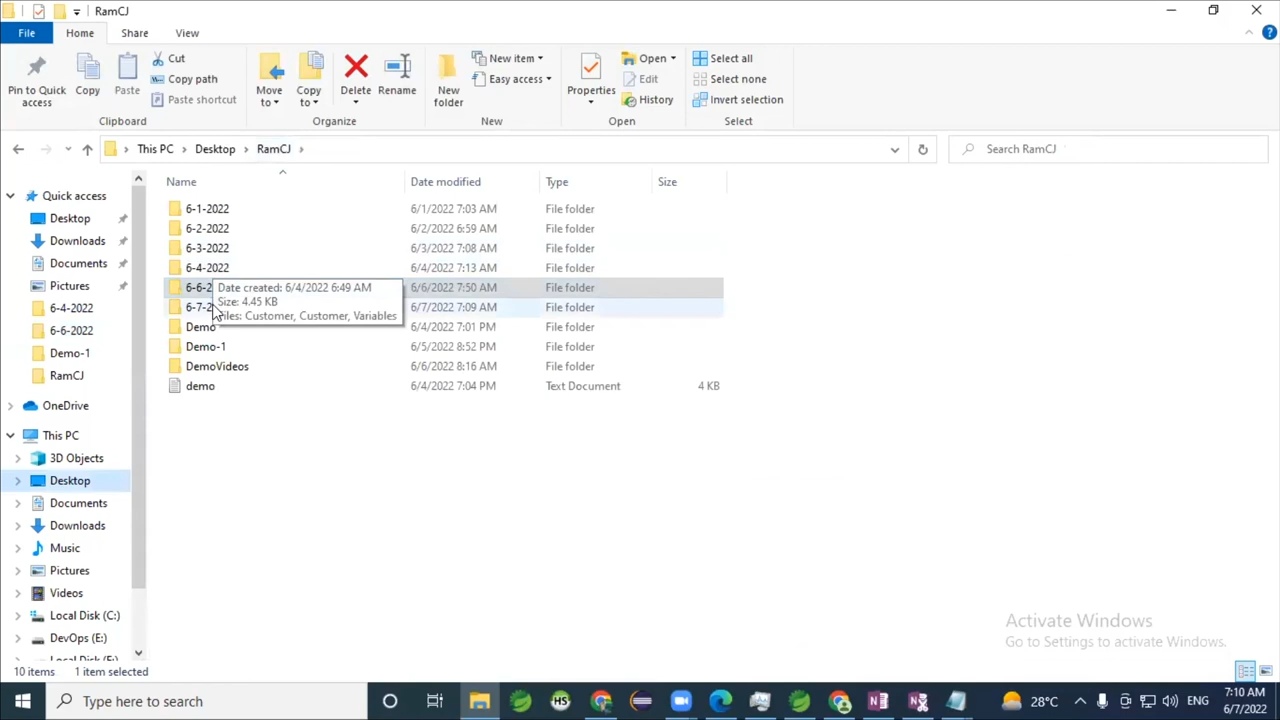 RamCJ
File Home Share View
Pin to Quick access
Copy
Paste
Cut
Copy path
Paste shortcut
Clipboard
Move to
Copy to
Delete
Rename
Organize
New folder
New item
Easy access
New
Properties
Open
Edit
History
Open
Select all
Select none
Invert selection
Select
This PC Desktop RamCJ
Search RamCJ
Name Date modified Type Size
6-1-2022 6/1/2022 7:03 AM File folder
6-2-2022 6/2/2022 6:59 AM File folder
6-3-2022 6/3/2022 7:08 AM File folder
6-4-2022 6/4/2022 7:13 AM File folder
6-6-2 6/6/2022 7:50 AM File folder
6-7-2 6/7/2022 7:09 AM File folder
Demo 6/4/2022 7:01 PM File folder
Demo-1 6/5/2022 8:52 PM File folder
DemoVideos 6/6/2022 8:16 AM File folder
demo 6/4/2022 7:04 PM Text Document 4 KB
Date created: 6/4/2022 6:49 AM
Size: 4.45 KB
Customer, Customer, Variables
Quick access
Desktop
Downloads
Documents
Pictures
6-4-2022
6-6-2022
Demo-1
RamCJ
OneDrive
This PC
3D Objects
Desktop
Documents
Downloads
Music
Pictures
Videos
Local Disk (C:)
DevOps (E:)
Activate Windows
Go to Settings to activate Windows.
10 items 1 item selected
Type here to search
HS
28°C
ENG
7:10 AM
6/7/2022